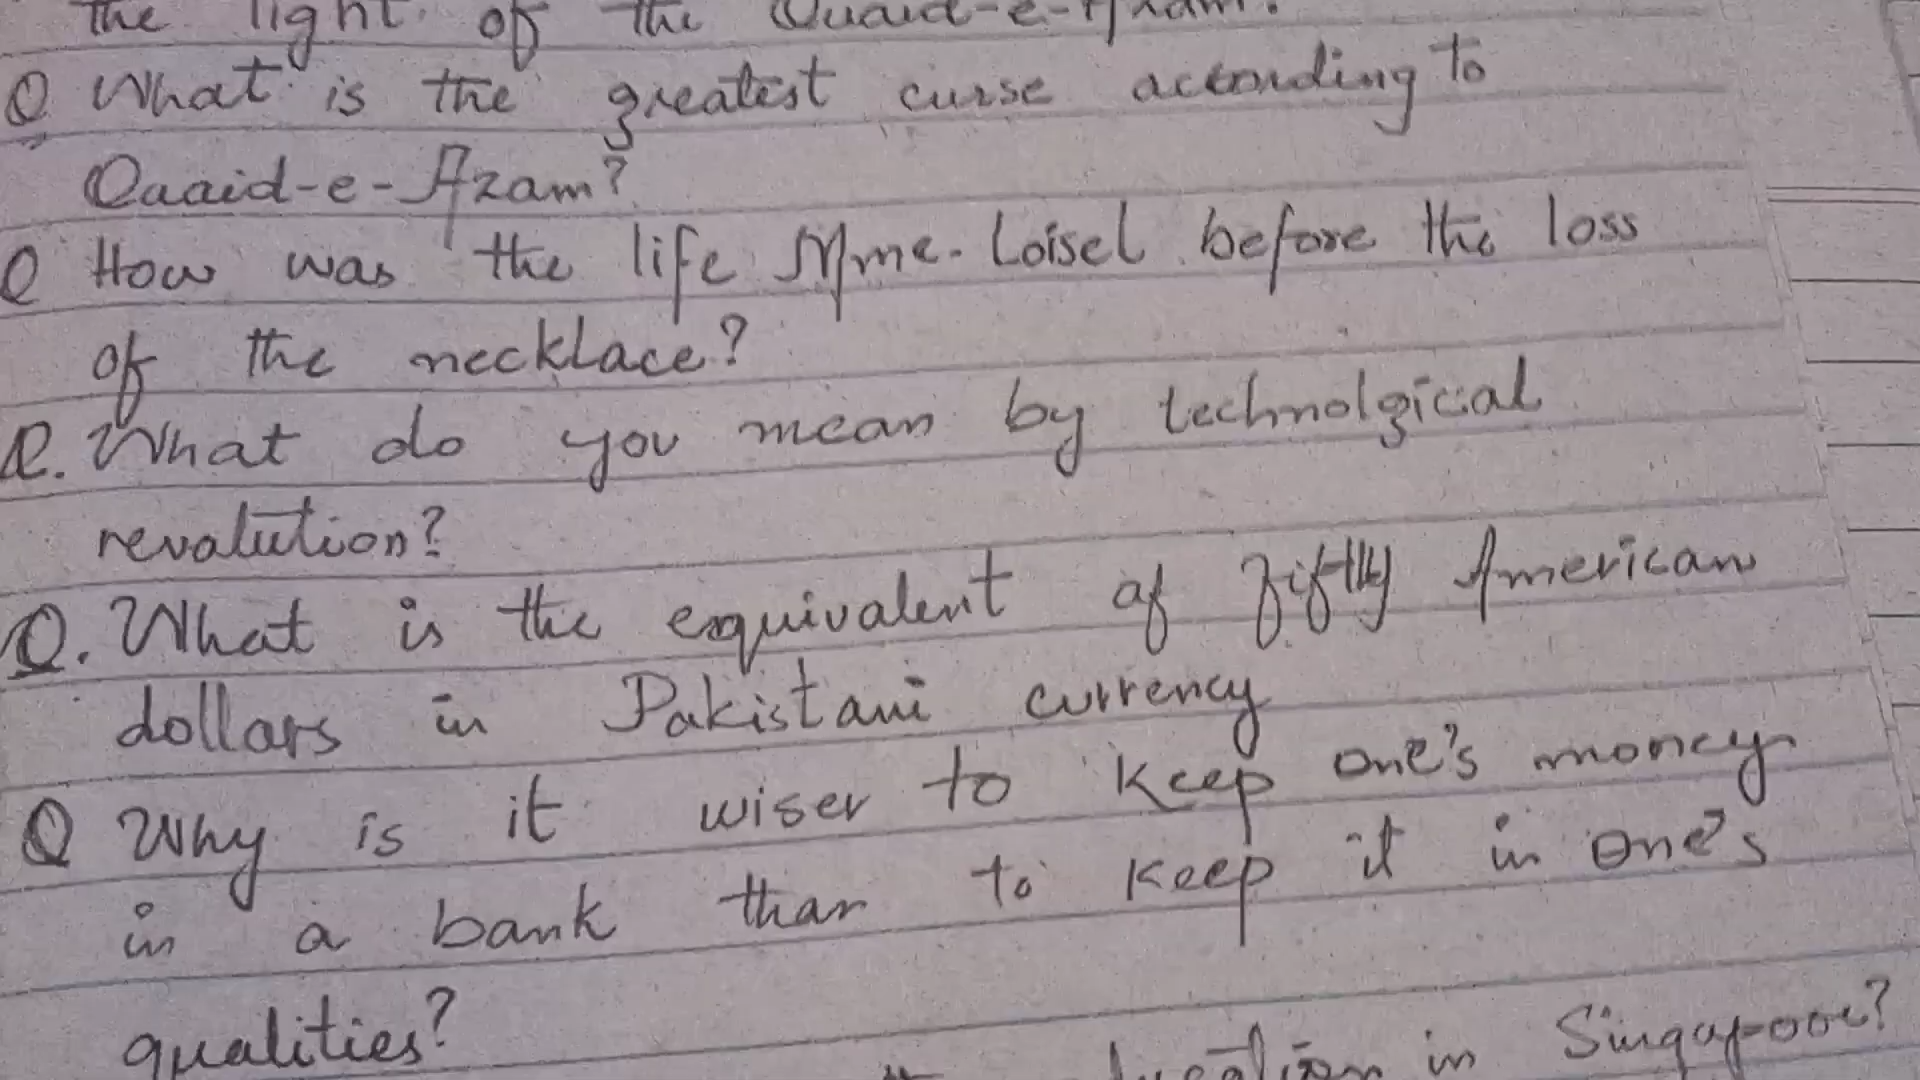 the light of the Quaid-e-Azam?
Q What is the greatest curse according to
Quaid-e-Azam?
Q How was the life Mme. Loisel before the loss
of the necklace?
Q. What do you mean by technolgical
revalution?
Q. What is the equivalent of fifty American
dollars in Pakistani currency
Q Why is it wiser to keep one's money
in a bank than to keep it in one's
qualities?
in Singapore?